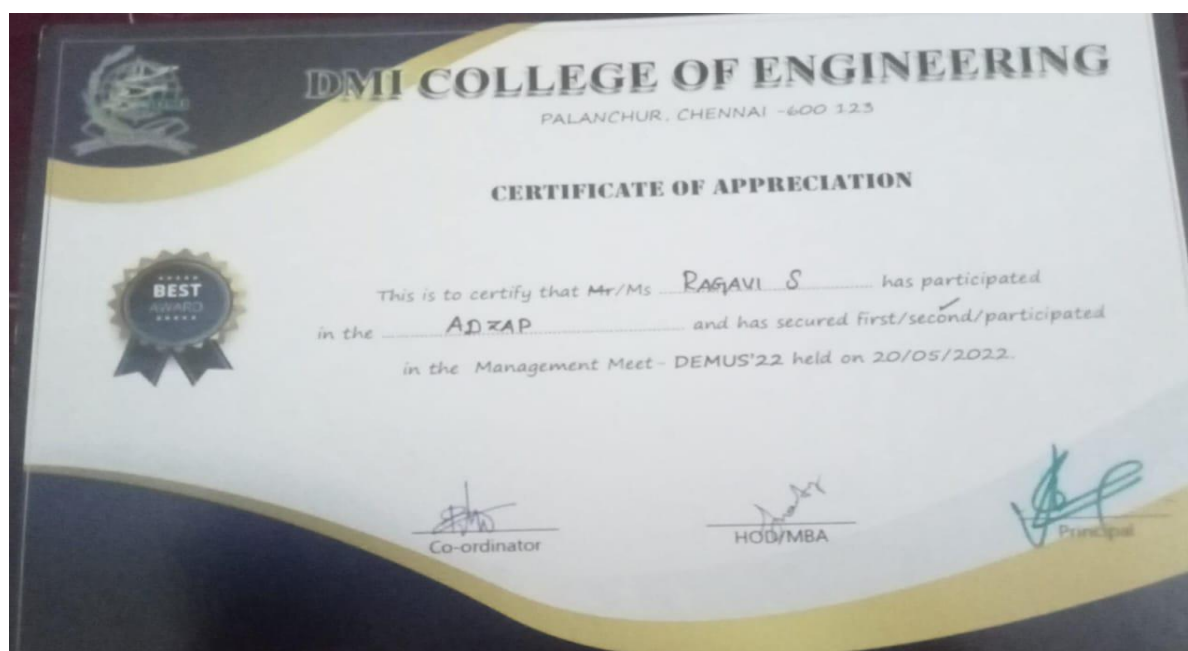 DMI COLLEGE OF ENGINEERING
PALANCHUR, CHENNAI -600 123
CERTIFICATE OF APPRECIATION
BEST
AWARD
This is to certify that Mr/Ms RAGAVI S has participated
in the ADZAP and has secured First/second/participated
in the Management Meet - DEMUS'22 held on 20/05/2022.
Co-ordinator
HOD/MBA
Principal